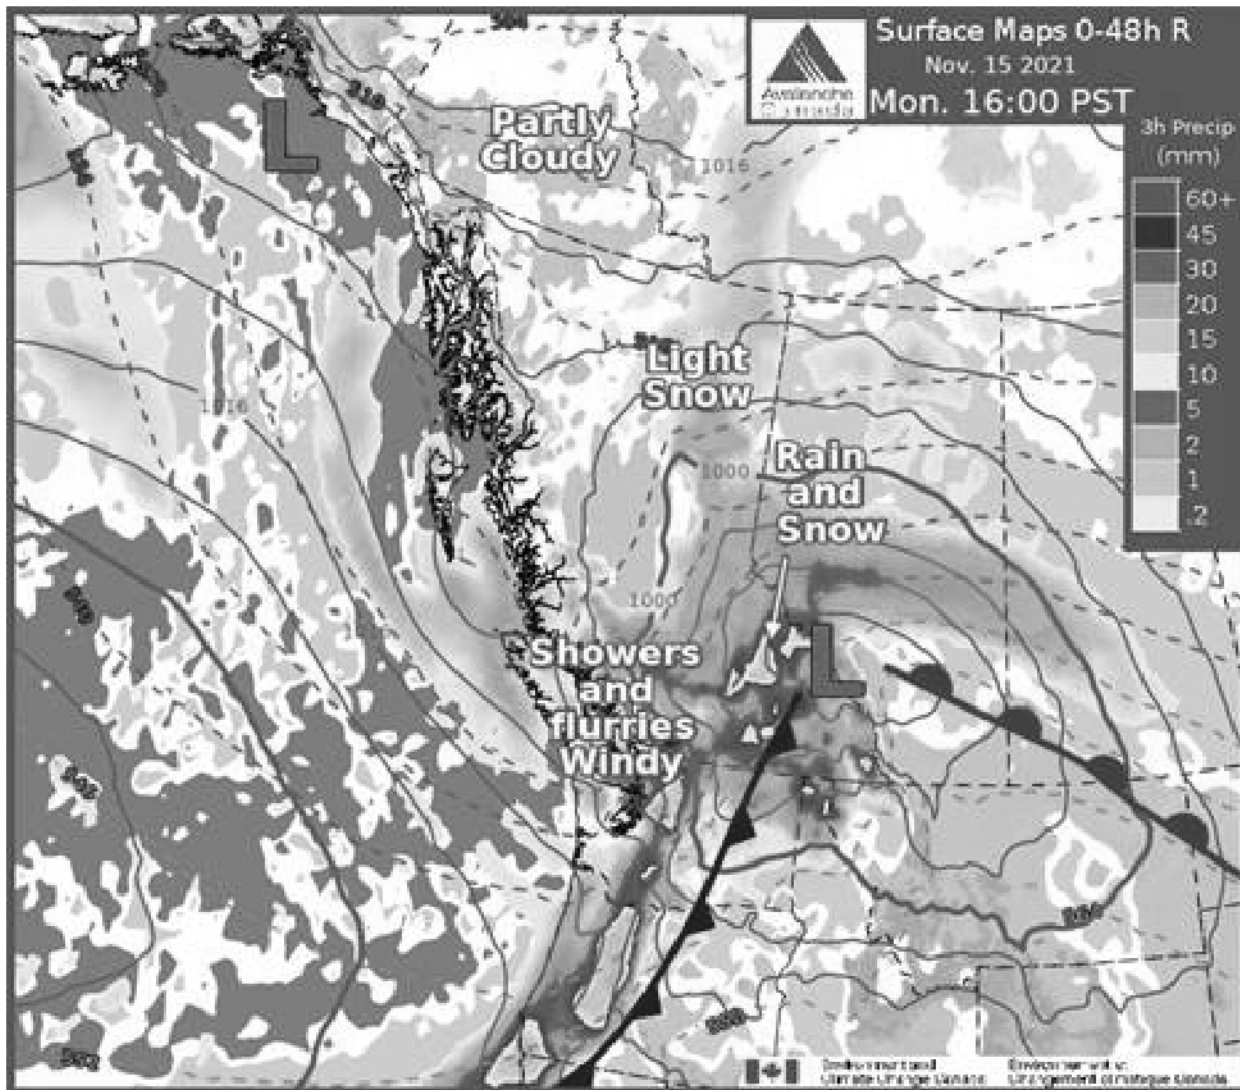 Surface Maps 0-48h R
Nov. 15 2021
Mon. 16:00 PST
Avalanche
3h Precip
(mm)
60+
45
30
20
15
10
5
2
1
.2
Partly
Cloudy
L
1016
Light
Snow
1016
1000
Rain
and
Snow
1000
Showers
and
flurries
Windy
L
564